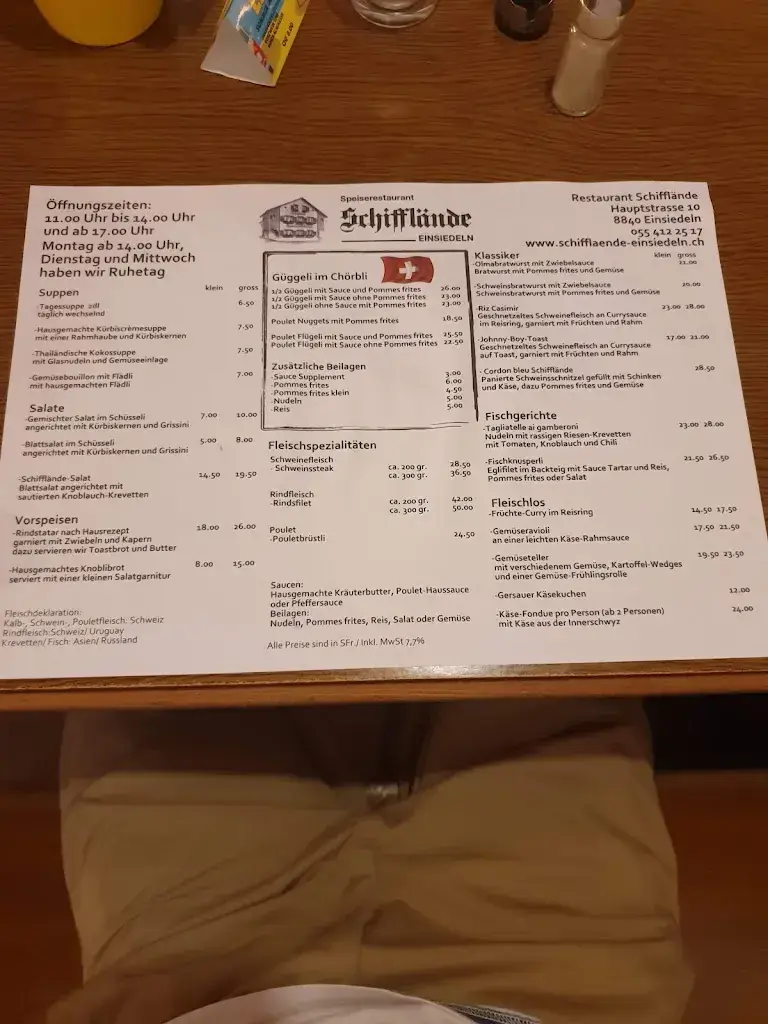 Öffnungszeiten:
11.00 Uhr bis 14.00 Uhr
und ab 17.00 Uhr
Montag ab 14.00 Uhr,
Dienstag und Mittwoch
haben wir Ruhetag
Speiserestaurant
Schifflände
EINSIEDELN
Restaurant Schifflände
Hauptstrasse 10
8840 Einsiedeln
055 412 25 17
www.schifflaende-einsiedeln.ch
klein gross
Suppen
-Tagessuppe 2dl 6.50
täglich wechselnd
-Hausgemachte Kürbiscrèmesuppe 7.50
mit einer Rahmhaube und Kürbiskernen
-Thailändische Kokossuppe 7.50
mit Glasnudeln und Gemüseeinlage
-Gemüsebouillon mit Flädli 7.00
mit hausgemachten Flädli
Salate
-Gemischter Salat im Schüsseli 7.00 10.00
angerichtet mit Kürbiskernen und Grissini
-Blattsalat im Schüsseli 5.00 8.00
angerichtet mit Kürbiskernen und Grissini
-Schifflände-Salat 14.50 19.50
Blattsalat angerichtet mit
sautierten Knoblauch-Krevetten
Vorspeisen
-Rindstatar nach Hausrezept 18.00 26.00
garniert mit Zwiebeln und Kapern
dazu servieren wir Toastbrot und Butter
-Hausgemachtes Knoblibrot 8.00 15.00
serviert mit einer kleinen Salatgarnitur
Fleischdeklaration:
Kalb-, Schwein-, Pouletfleisch: Schweiz
Rindfleisch:Schweiz/ Uruguay
Krevetten/ Fisch: Asien/ Russland
Güggeli im Chörbli
1/2 Güggeli mit Sauce und Pommes frites 26.00
1/2 Güggeli mit Sauce ohne Pommes frites 23.00
1/2 Güggeli ohne Sauce mit Pommes frites 23.00
Poulet Nuggets mit Pommes frites 18.50
Poulet Flügeli mit Sauce und Pommes frites 25.50
Poulet Flügeli mit Sauce ohne Pommes frites 22.50
Zusätzliche Beilagen
-Sauce Supplement 3.00
-Pommes frites 6.00
-Pommes frites klein 4.50
-Nudeln 5.00
-Reis 5.00
Fleischspezialitäten
Schweinefleisch
- Schweinssteak ca. 200 gr. 28.50
ca. 300 gr. 36.50
Rindfleisch
-Rindsfilet ca. 200 gr. 42.00
ca. 300 gr. 50.00
Poulet
-Pouletbrüstli 24.50
Saucen:
Hausgemachte Kräuterbutter, Poulet-Haussauce
oder Pfeffersauce
Beilagen:
Nudeln, Pommes frites, Reis, Salat oder Gemüse
Alle Preise sind in SFr./ Inkl. MwSt 7,7%
Klassiker klein gross
-Olmabratwurst mit Zwiebelsauce 21.00
Bratwurst mit Pommes frites und Gemüse
-Schweinsbratwurst mit Zwiebelsauce 20.00
Schweinsbratwurst mit Pommes frites und Gemüse
-Riz Casimir 23.00 28.00
Geschnetzeltes Schweinefleisch an Currysauce
im Reisring, garniert mit Früchten und Rahm
-Johnny-Boy-Toast 17.00 21.00
Geschnetzeltes Schweinefleisch an Currysauce
auf Toast, garniert mit Früchten und Rahm
- Cordon bleu Schifflände 28.50
Panierte Schweinsschnitzel gefüllt mit Schinken
und Käse, dazu Pommes frites und Gemüse
Fischgerichte
-Tagliatelle ai gamberoni 23.00 28.00
Nudeln mit rassigen Riesen-Krevetten
mit Tomaten, Knoblauch und Chili
-Fischknusperli 21.50 26.50
Eglifilet im Backteig mit Sauce Tartar und Reis,
Pommes frites oder Salat
Fleischlos
-Früchte-Curry im Reisring 14.50 17.50
-Gemüseravioli 17.50 21.50
an einer leichten Käse-Rahmsauce
-Gemüseteller 19.50 23.50
mit verschiedenem Gemüse, Kartoffel-Wedges
und einer Gemüse-Frühlingsrolle
-Gersauer Käsekuchen 12.00
-Käse-Fondue pro Person (ab 2 Personen) 24.00
mit Käse aus der Innerschwyz